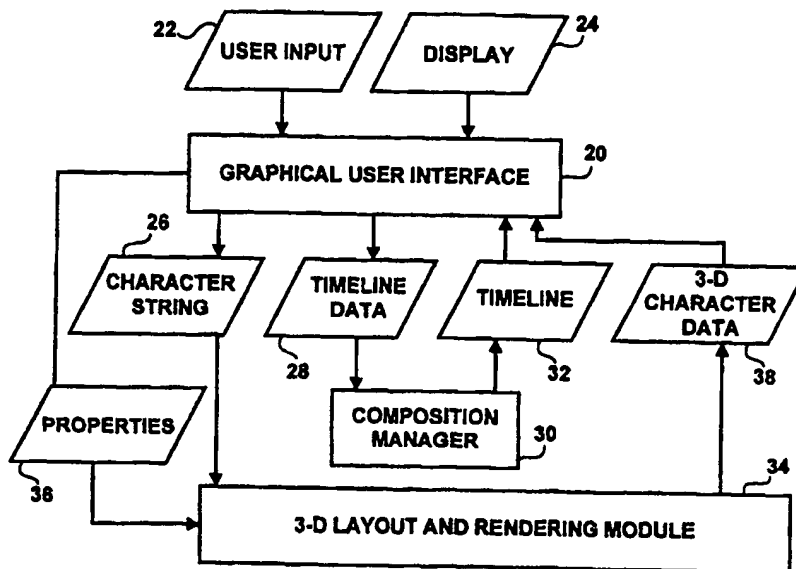 22
USER INPUT
DISPLAY
24
GRAPHICAL USER INTERFACE
20
26
CHARACTER
STRING
TIMELINE
DATA
28
TIMELINE
32
3-D
CHARACTER
DATA
38
PROPERTIES
36
COMPOSITION
MANAGER
30
34
3-D LAYOUT AND RENDERING MODULE